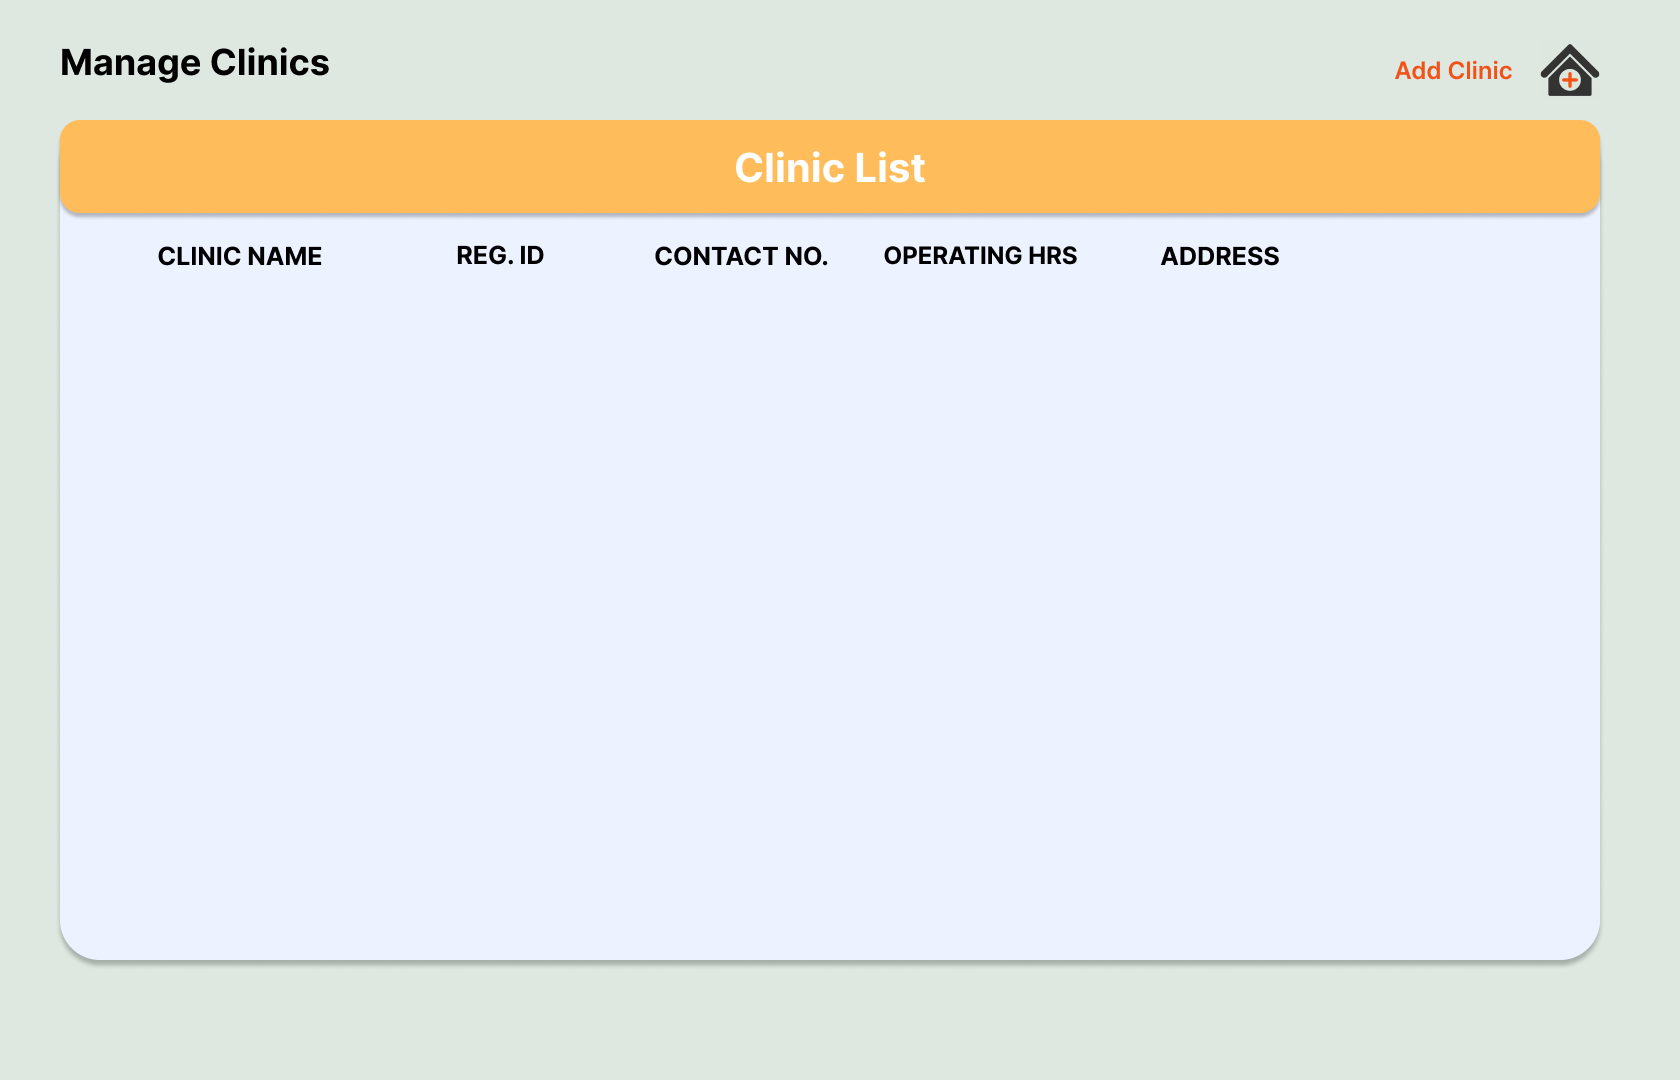 Manage Clinics
Add Clinic
Clinic List
CLINIC NAME REG. ID CONTACT NO. OPERATING HRS ADDRESS